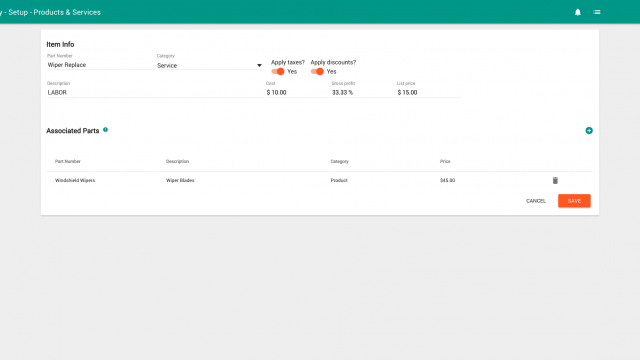 y - Setup - Products & Services
Item Info
Part Number Category
Wiper Replace Service Apply taxes? Apply discounts?
Yes Yes
Description Cost Gross profit List price
LABOR $ 10.00 33.33 % $ 15.00
Associated Parts
Part Number Description Category Price
Windshield Wipers Wiper Blades Product $45.00
CANCEL SAVE